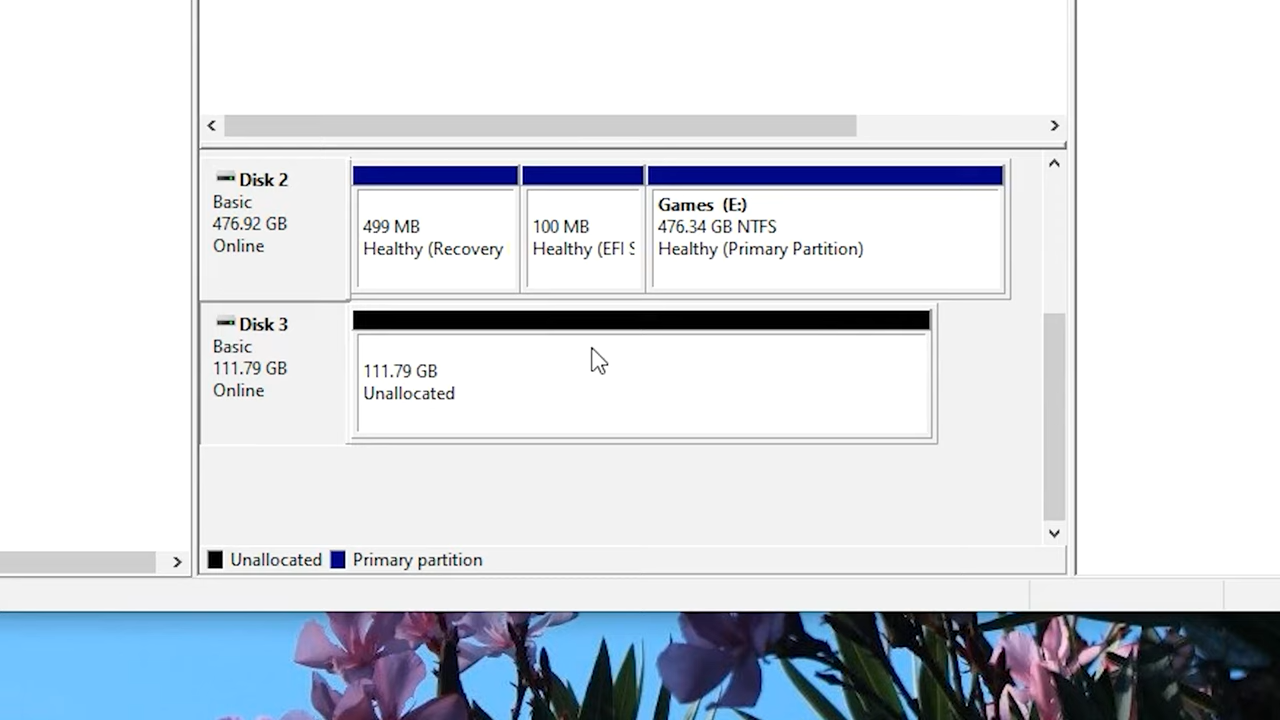 Disk 2
Basic
476.92 GB
Online
499 MB
Healthy (Recovery
100 MB
Healthy (EFI S
Games (E:)
476.34 GB NTFS
Healthy (Primary Partition)
Disk 3
Basic
111.79 GB
Online
111.79 GB
Unallocated
Unallocated Primary partition